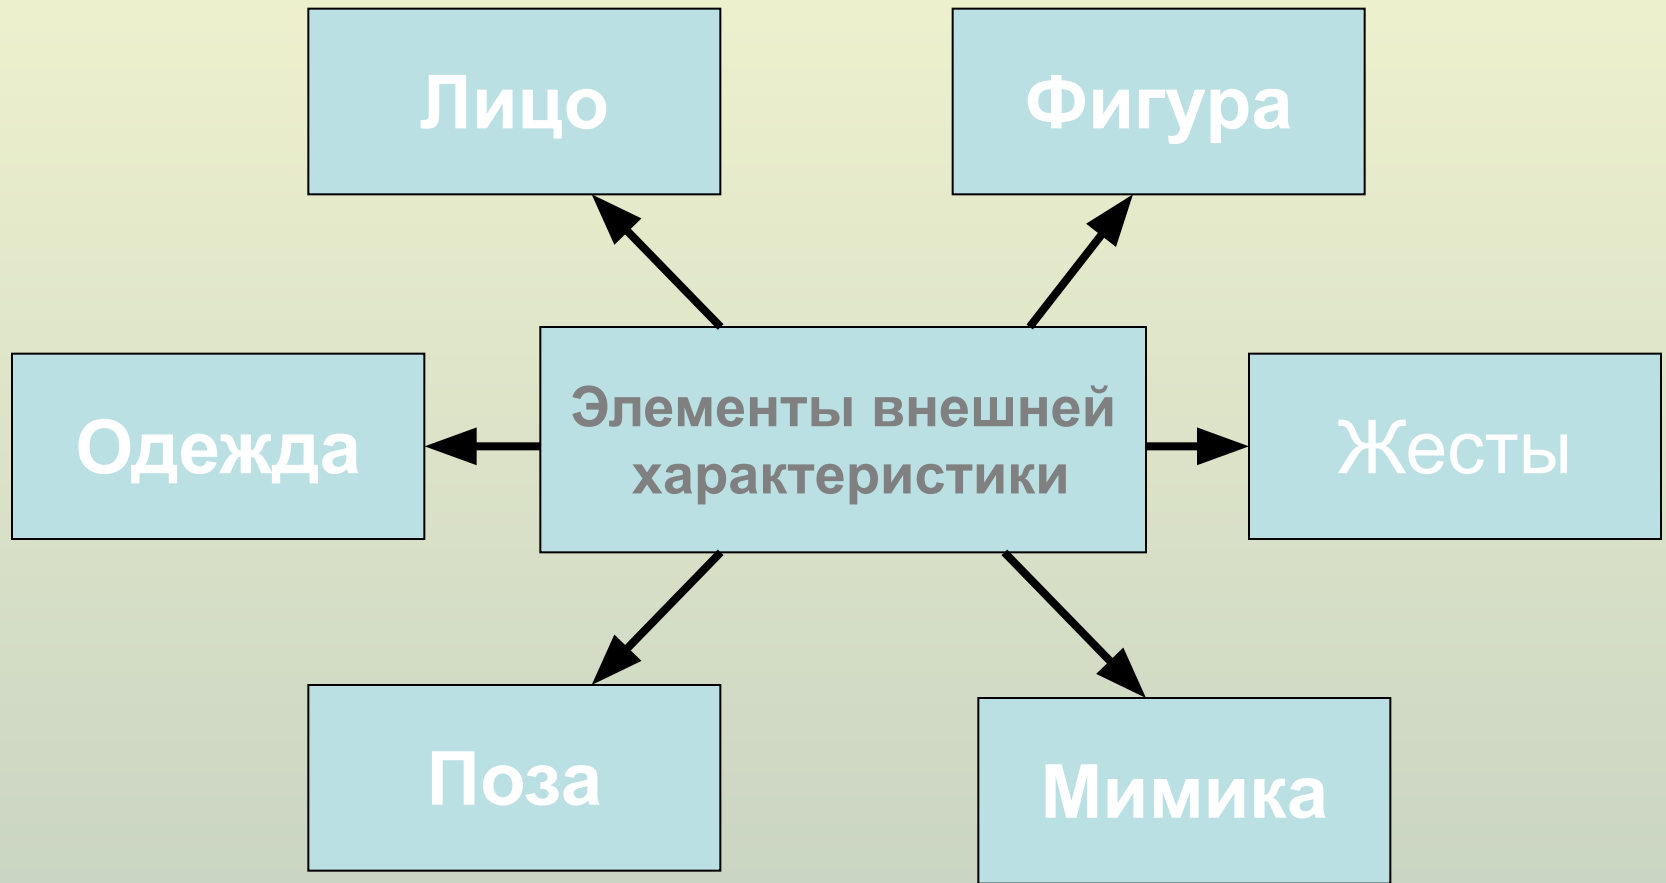 Лицо
Фигура
Одежда
Элементы внешней
характеристики
Жесты
Поза
Мимика